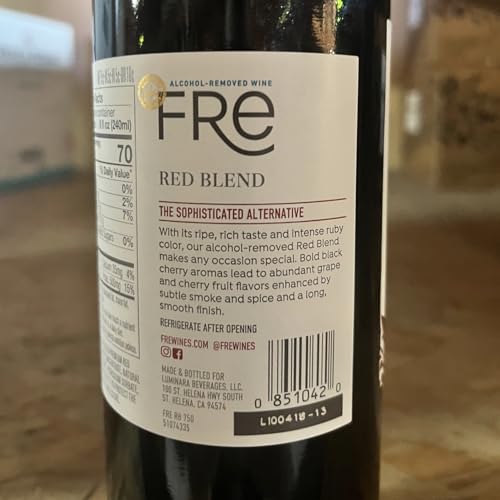 ALCOHOL-REMOVED WINE
FRe
RED BLEND
THE SOPHISTICATED ALTERNATIVE
With its ripe, rich taste and intense ruby
color, our alcohol-removed Red Blend
makes any occasion special. Bold black
cherry aromas lead to abundant grape
and cherry fruit flavors enhanced by
subtle smoke and spice and a long,
smooth finish.
REFRIGERATE AFTER OPENING
FREWINES.COM @FREWINES
MADE & BOTTLED FOR
LUMINARA BEVERAGES, LLC.
100 ST. HELENA HWY SOUTH
ST. HELENA, CA 94574
FRE RB 750
51074335
0 851042 0
L100418-13
container
(240ml)
70
% Daily Value*
0%
2%
7%
0%
4%
15%